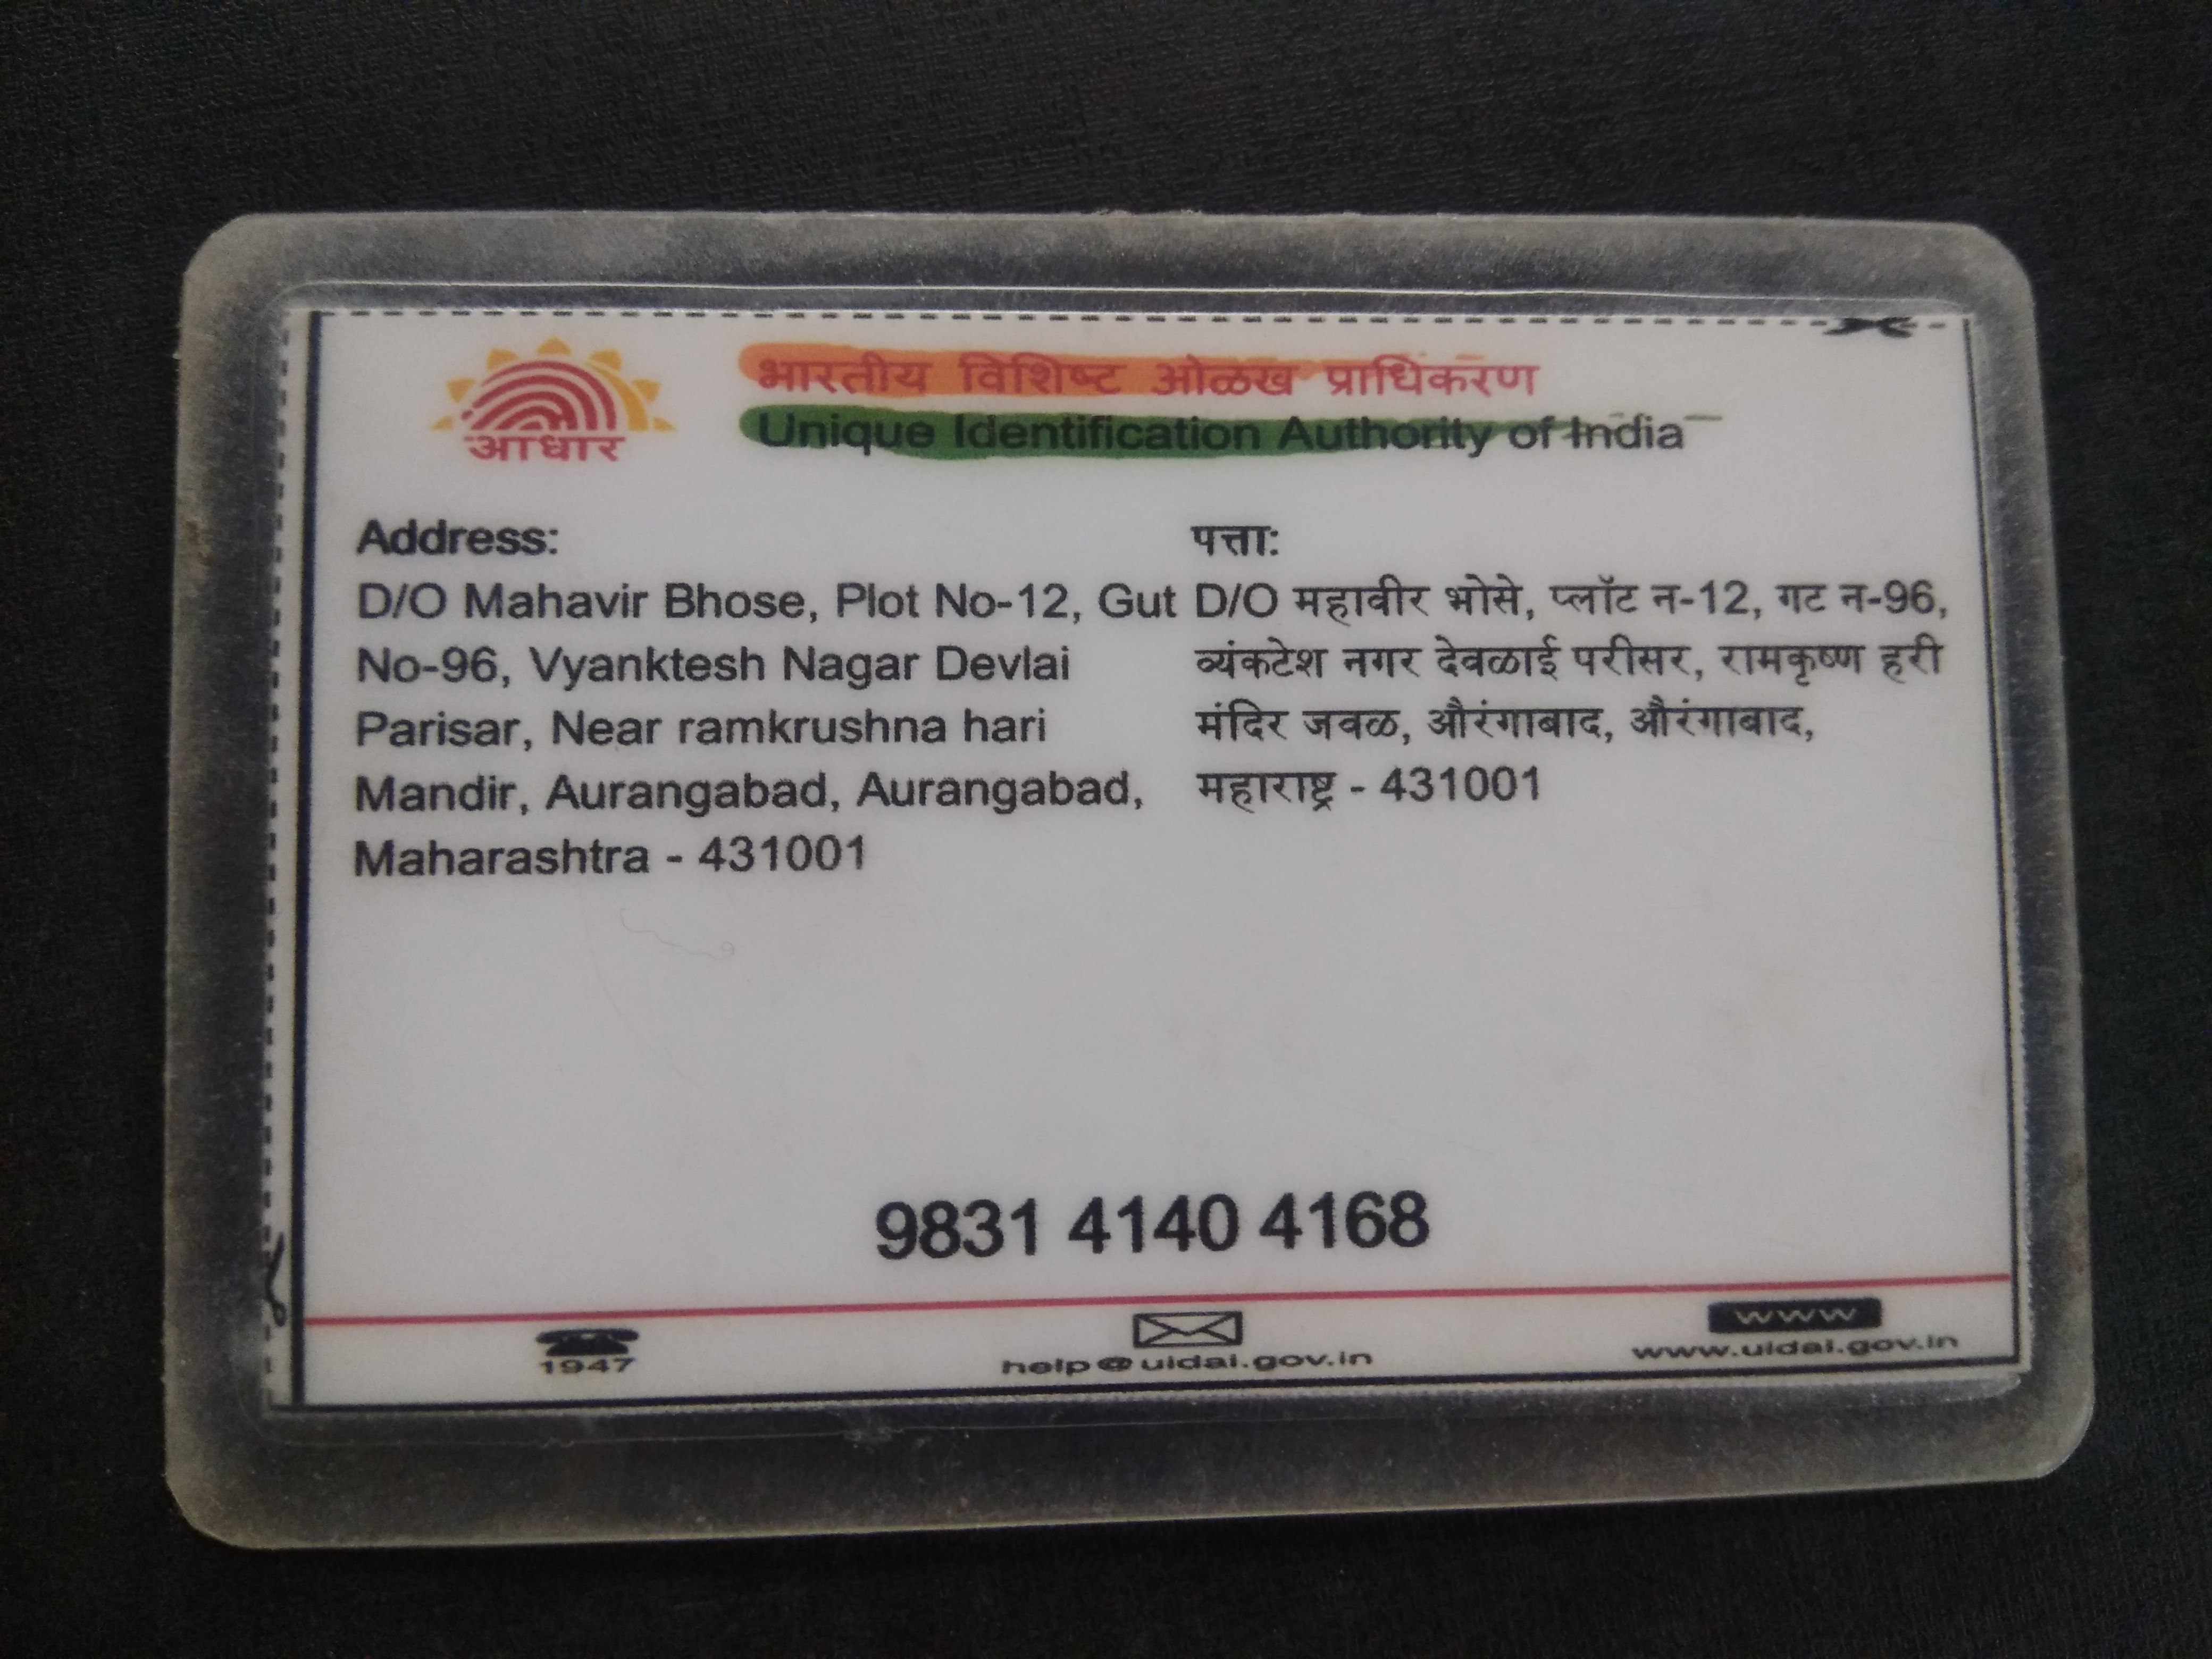 आधार
भारतीय विशिष्ट ओळख प्राधिकरण
Unique Identification Authority of India
Address:
D/O Mahavir Bhose, Plot No-12, Gut
No-96, Vyanktesh Nagar Devlai
Parisar, Near ramkrushna hari
Mandir, Aurangabad, Aurangabad,
Maharashtra - 431001
पत्ता:
D/O महावीर भोसे, प्लॉट न-12, गट न-96,
व्यंकटेश नगर देवळाई परीसर, रामकृष्ण हरी
मंदिर जवळ, औरंगाबाद, औरंगाबाद,
महाराष्ट्र - 431001
9831 4140 4168
1947
help@uidai.gov.in
www
www.uidai.gov.in